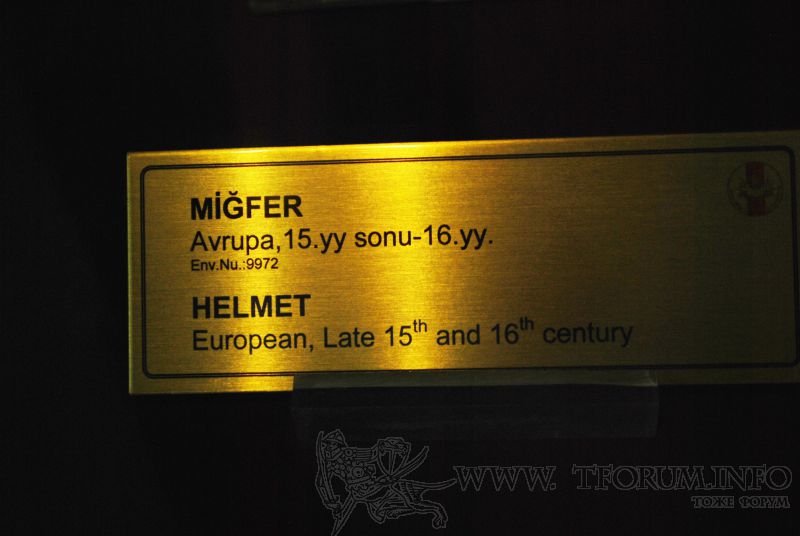 MİĞFER
Avrupa,15.yy sonu-16.yy.
Env.Nu.:9972
HELMET
European, Late 15th and 16th century
www. Tforum.info
тоже форум